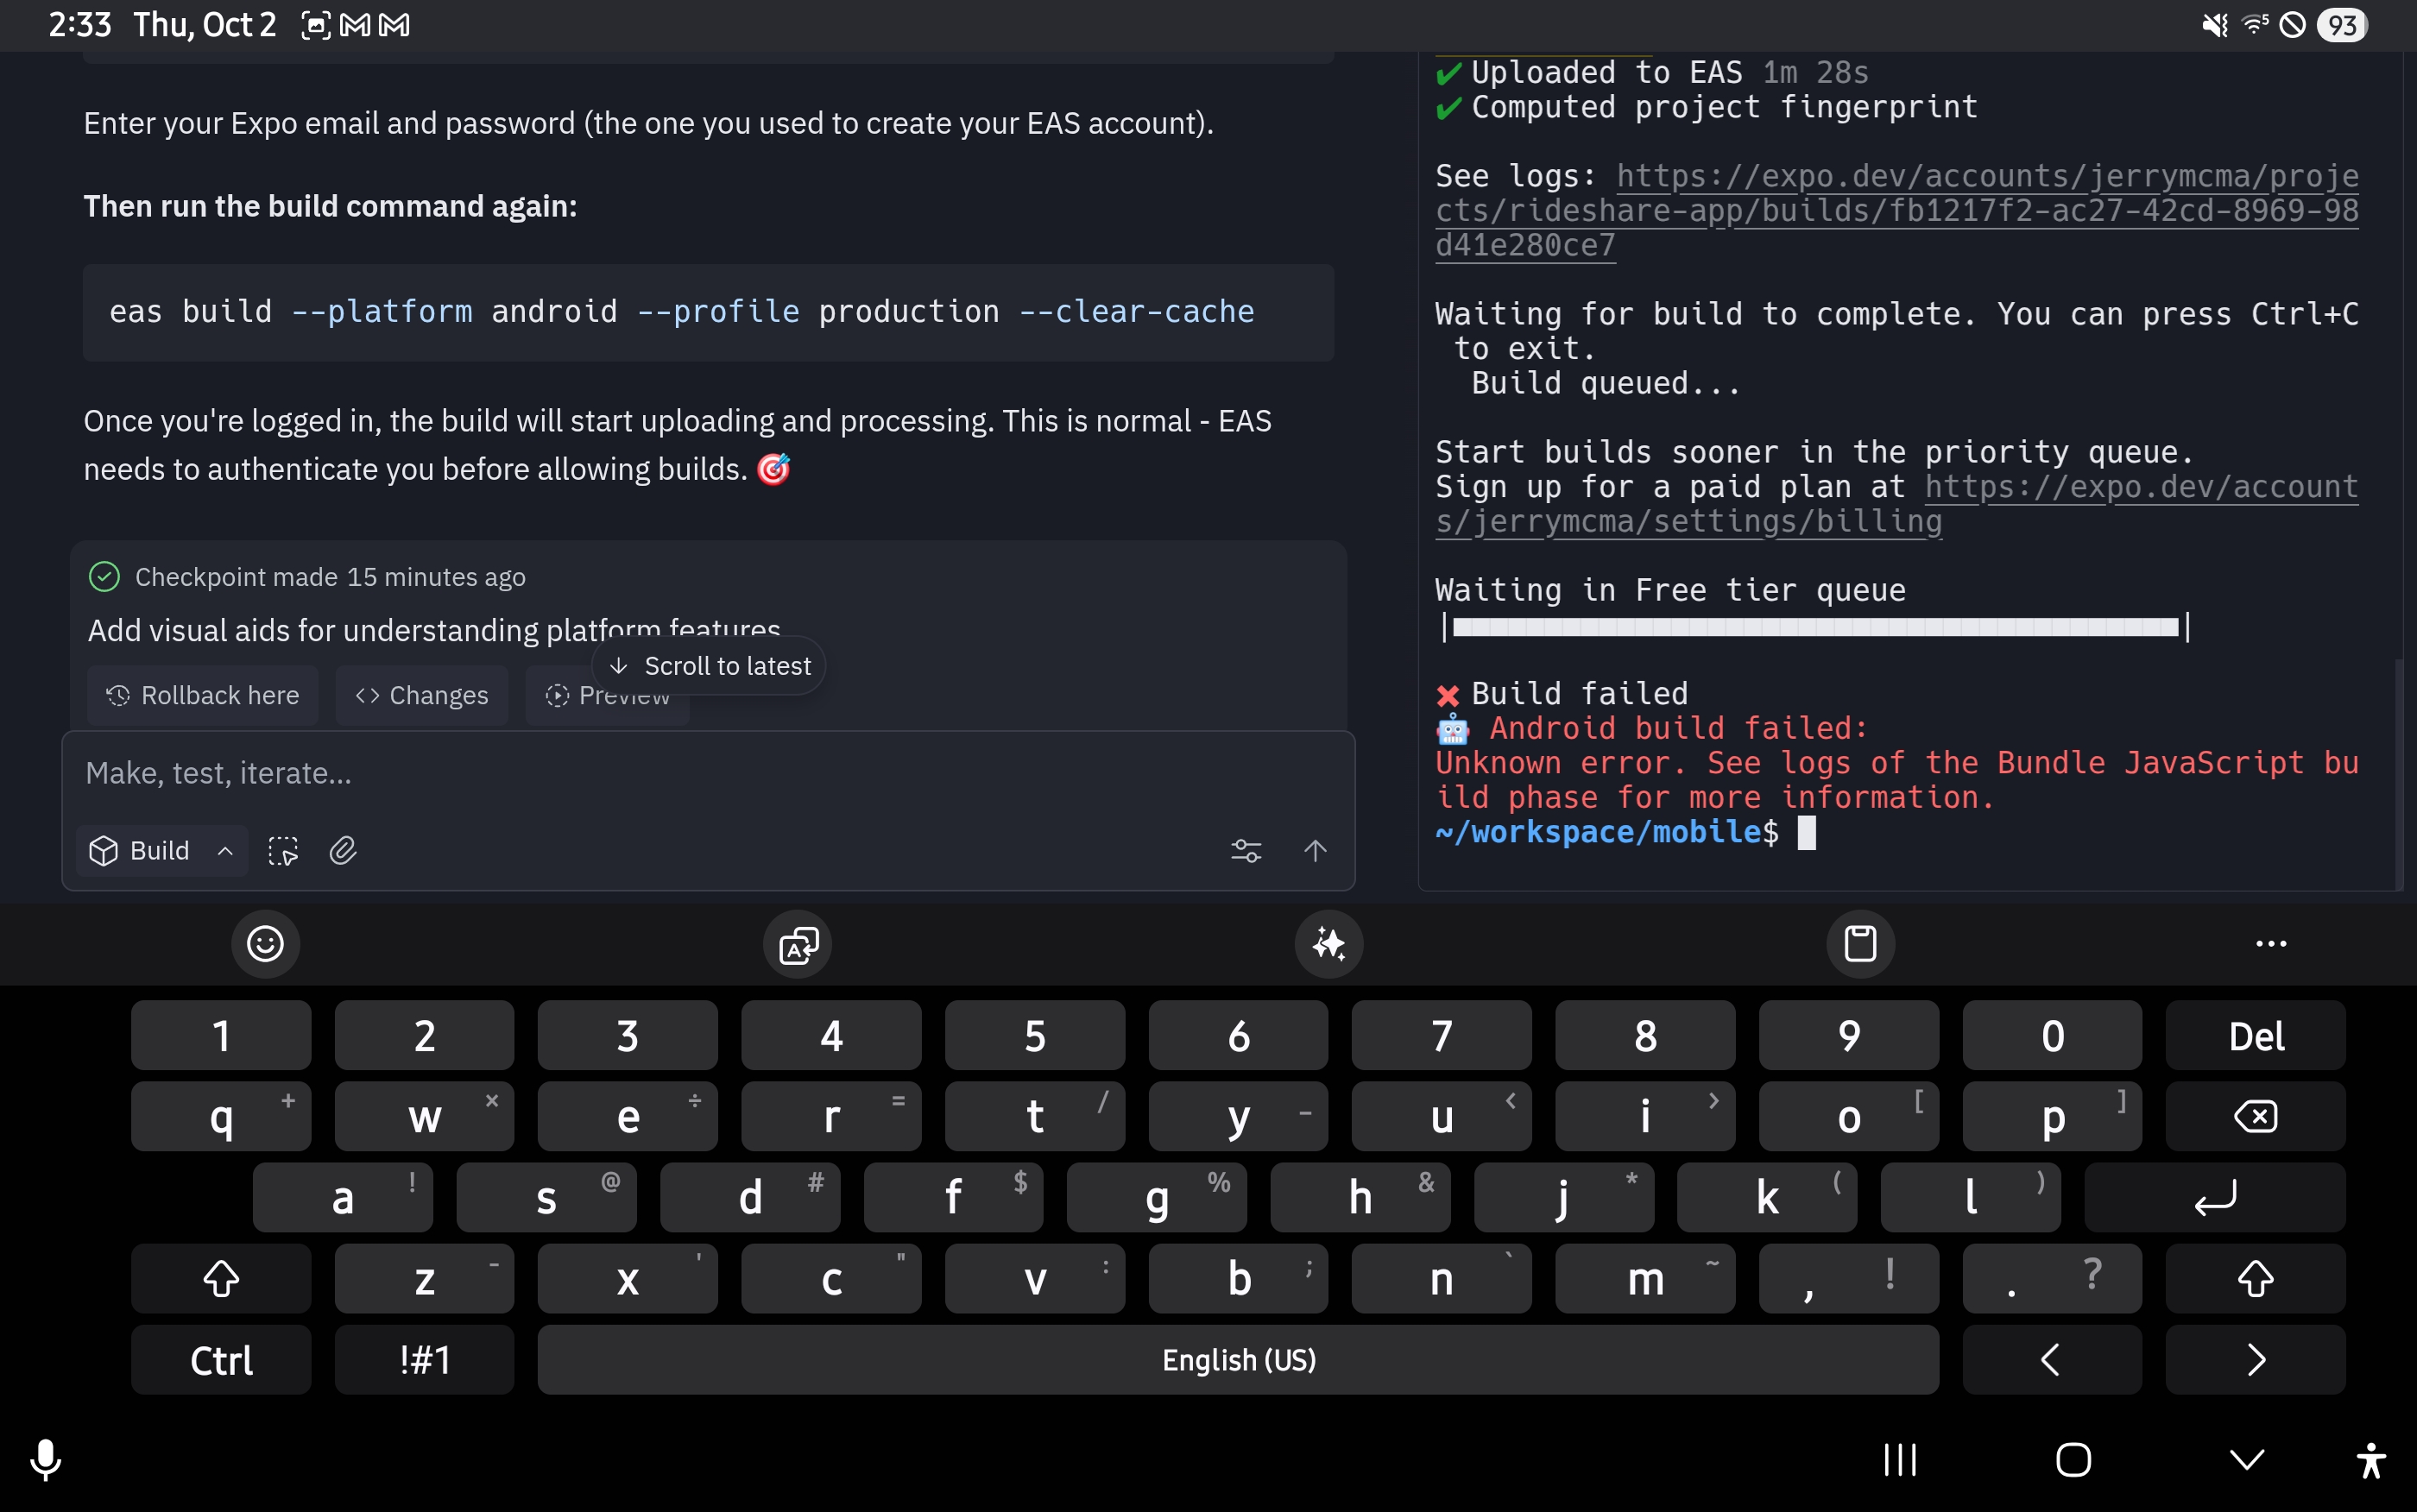 2:33 Thu, Oct 2
5
93
Enter your Expo email and password (the one you used to create your EAS account).
Then run the build command again:
eas build --platform android --profile production --clear-cache
Once you're logged in, the build will start uploading and processing. This is normal - EAS
needs to authenticate you before allowing builds. 🎯
Checkpoint made 15 minutes ago
Add visual aids for understanding platform features
Scroll to latest
Rollback here
<> Changes
Preview
Make, test, iterate...
Build
✔ Uploaded to EAS 1m 28s
✔ Computed project fingerprint
See logs: https://expo.dev/accounts/jerrymcma/proje
cts/rideshare-app/builds/fb1217f2-ac27-42cd-8969-98
d41e280ce7
Waiting for build to complete. You can press Ctrl+C
to exit.
Build queued...
Start builds sooner in the priority queue.
Sign up for a paid plan at https://expo.dev/account
s/jerrymcma/settings/billing
Waiting in Free tier queue
|■■■■■■■■■■■■■■■■■■■■■■■■■■■■■■■■■■■■■■■■|
✖ Build failed
🤖 Android build failed:
Unknown error. See logs of the Bundle JavaScript bu
ild phase for more information.
~/workspace/mobile$
A
...
1 2 3 4 5 6 7 8 9 0 Del
q + w × e ÷ r = t / y _ u < i > o [ p ]
a ! s @ d # f $ g % h & j * k ( l )
z - x ' c " v : b ; n ` m ~ , ! . ?
Ctrl !#1 English (US) < >